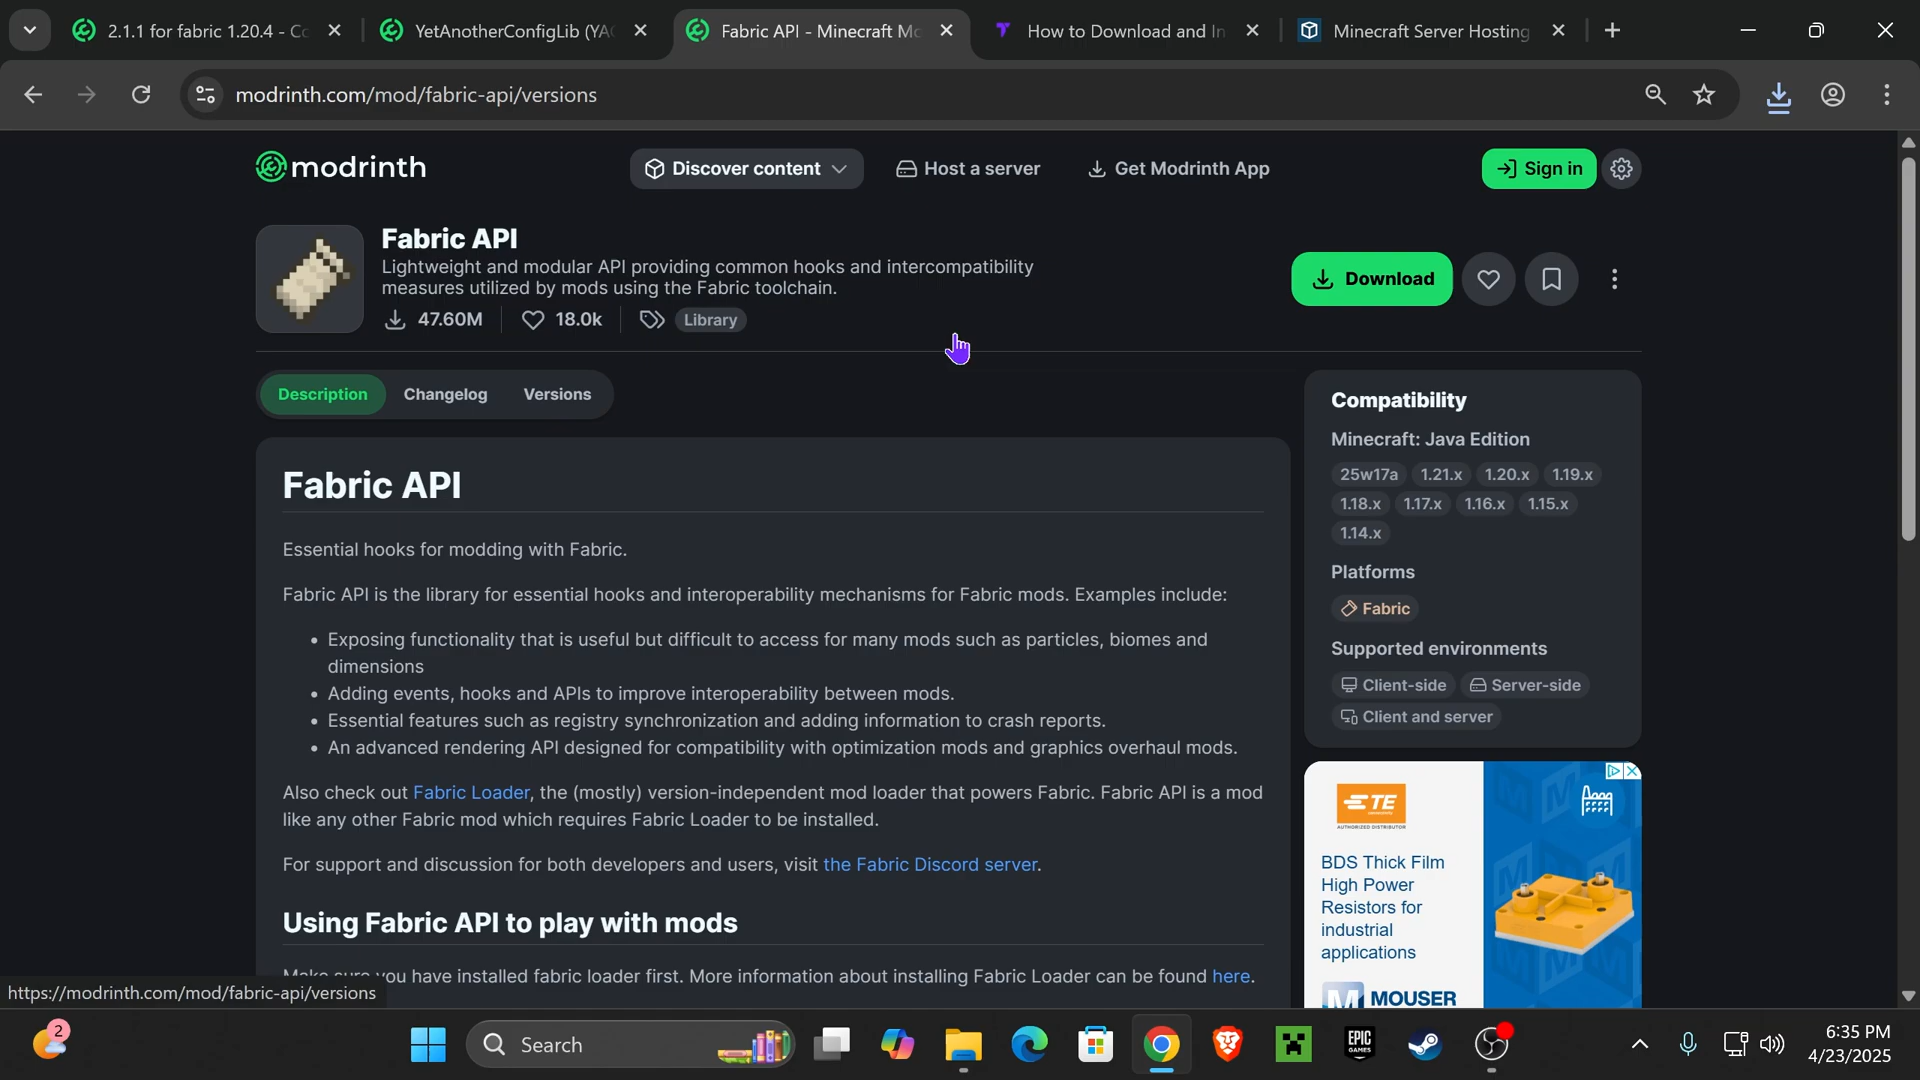 2.1.1 for fabric 1.20.4 - Co
YetAnotherConfigLib (YAC
Fabric API - Minecraft Mo
How to Download and In
Minecraft Server Hosting
modrinth.com/mod/fabric-api/versions
modrinth
Discover content
Host a server
Get Modrinth App
Sign in
Fabric API
Lightweight and modular API providing common hooks and intercompatibility
measures utilized by mods using the Fabric toolchain.
47.60M
18.0k
Library
Download
Description
Changelog
Versions
Fabric API
Essential hooks for modding with Fabric.
Fabric API is the library for essential hooks and interoperability mechanisms for Fabric mods. Examples include:
• Exposing functionality that is useful but difficult to access for many mods such as particles, biomes and
dimensions
• Adding events, hooks and APIs to improve interoperability between mods.
• Essential features such as registry synchronization and adding information to crash reports.
• An advanced rendering API designed for compatibility with optimization mods and graphics overhaul mods.
Also check out Fabric Loader, the (mostly) version-independent mod loader that powers Fabric. Fabric API is a mod
like any other Fabric mod which requires Fabric Loader to be installed.
For support and discussion for both developers and users, visit the Fabric Discord server.
Using Fabric API to play with mods
Make sure you have installed fabric loader first. More information about installing Fabric Loader can be found here.
Compatibility
Minecraft: Java Edition
25w17a 1.21.x 1.20.x 1.19.x
1.18.x 1.17.x 1.16.x 1.15.x
1.14.x
Platforms
Fabric
Supported environments
Client-side Server-side
Client and server
TE
AUTHORIZED DISTRIBUTOR
BDS Thick Film
High Power
Resistors for
industrial
applications
M MOUSER
https://modrinth.com/mod/fabric-api/versions
2
Search
EPIC
GAMES
6:35 PM
4/23/2025